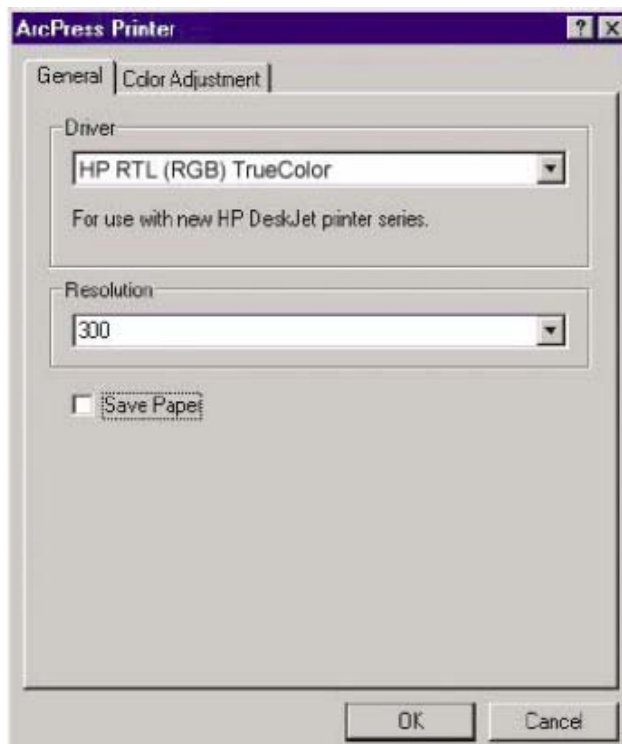 ArcPress Printer
General Color Adjustment
Driver
HP RTL (RGB) TrueColor
For use with new HP DeskJet printer series.
Resolution
300
Save Paper
OK Cancel